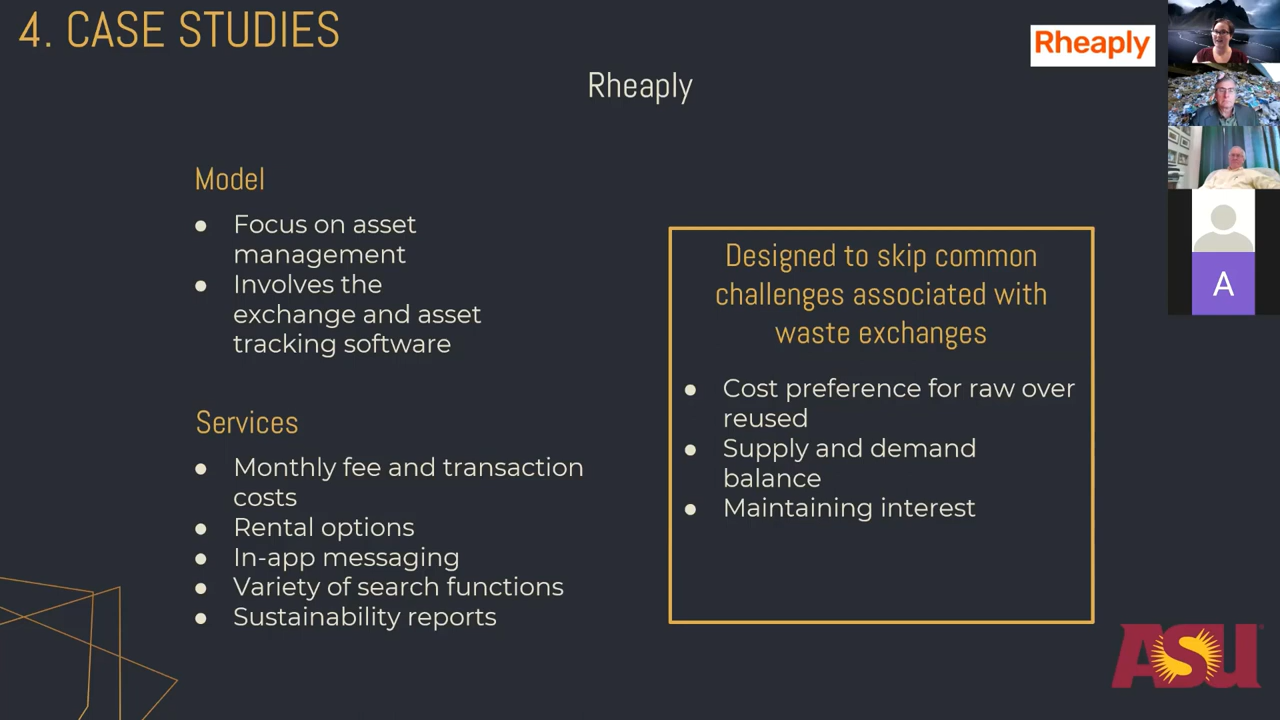 4. CASE STUDIES
Rheaply
Rheaply
Model
● Focus on asset
management
● Involves the
exchange and asset
tracking software
Services
● Monthly fee and transaction
costs
● Rental options
● In-app messaging
● Variety of search functions
● Sustainability reports
Designed to skip common
challenges associated with
waste exchanges
● Cost preference for raw over
reused
● Supply and demand
balance
● Maintaining interest
A
ASU